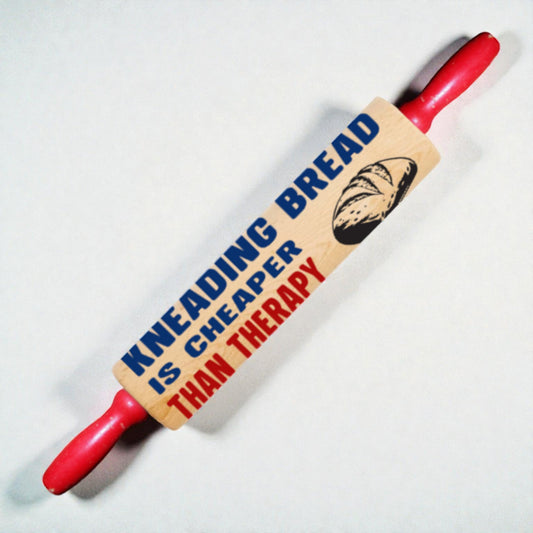 KNEADING BREAD
IS CHEAPER
THAN THERAPY